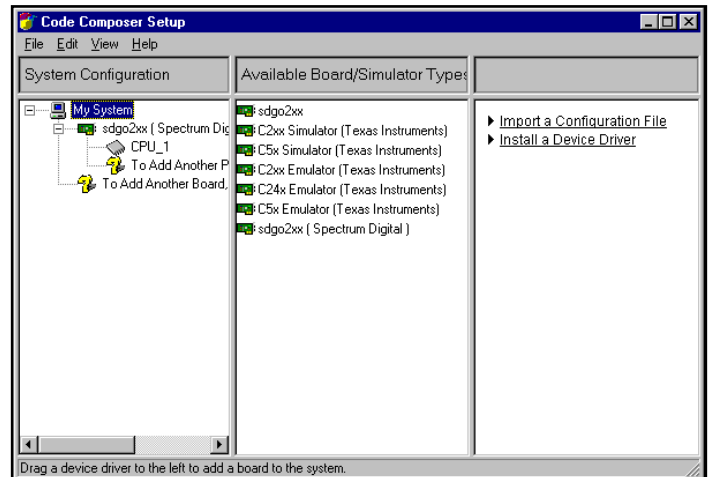 Code Composer Setup
File Edit View Help
System Configuration
Available Board/Simulator Types
My System
sdgo2xx ( Spectrum Dig
CPU_1
To Add Another P
To Add Another Board,
sdgo2xx
C2xx Simulator (Texas Instruments)
C5x Simulator (Texas Instruments)
C2xx Emulator (Texas Instruments)
C24x Emulator (Texas Instruments)
C5x Emulator (Texas Instruments)
sdgo2xx ( Spectrum Digital )
Import a Configuration File
Install a Device Driver
Drag a device driver to the left to add a board to the system.